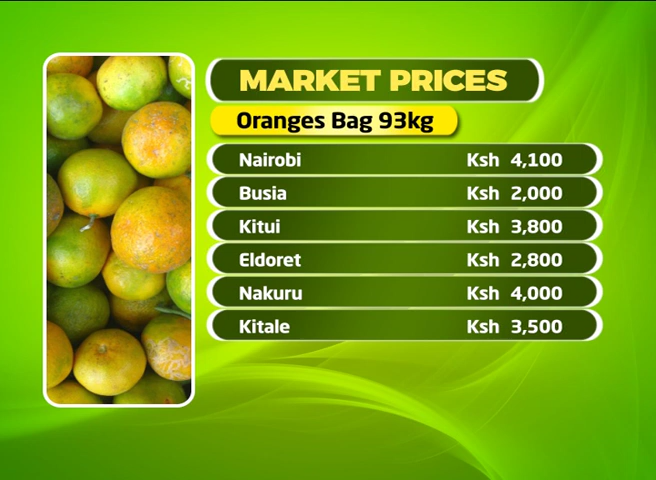 MARKET PRICES
Oranges Bag 93kg
Nairobi Ksh 4,100
Busia Ksh 2,000
Kitui Ksh 3,800
Eldoret Ksh 2,800
Nakuru Ksh 4,000
Kitale Ksh 3,500